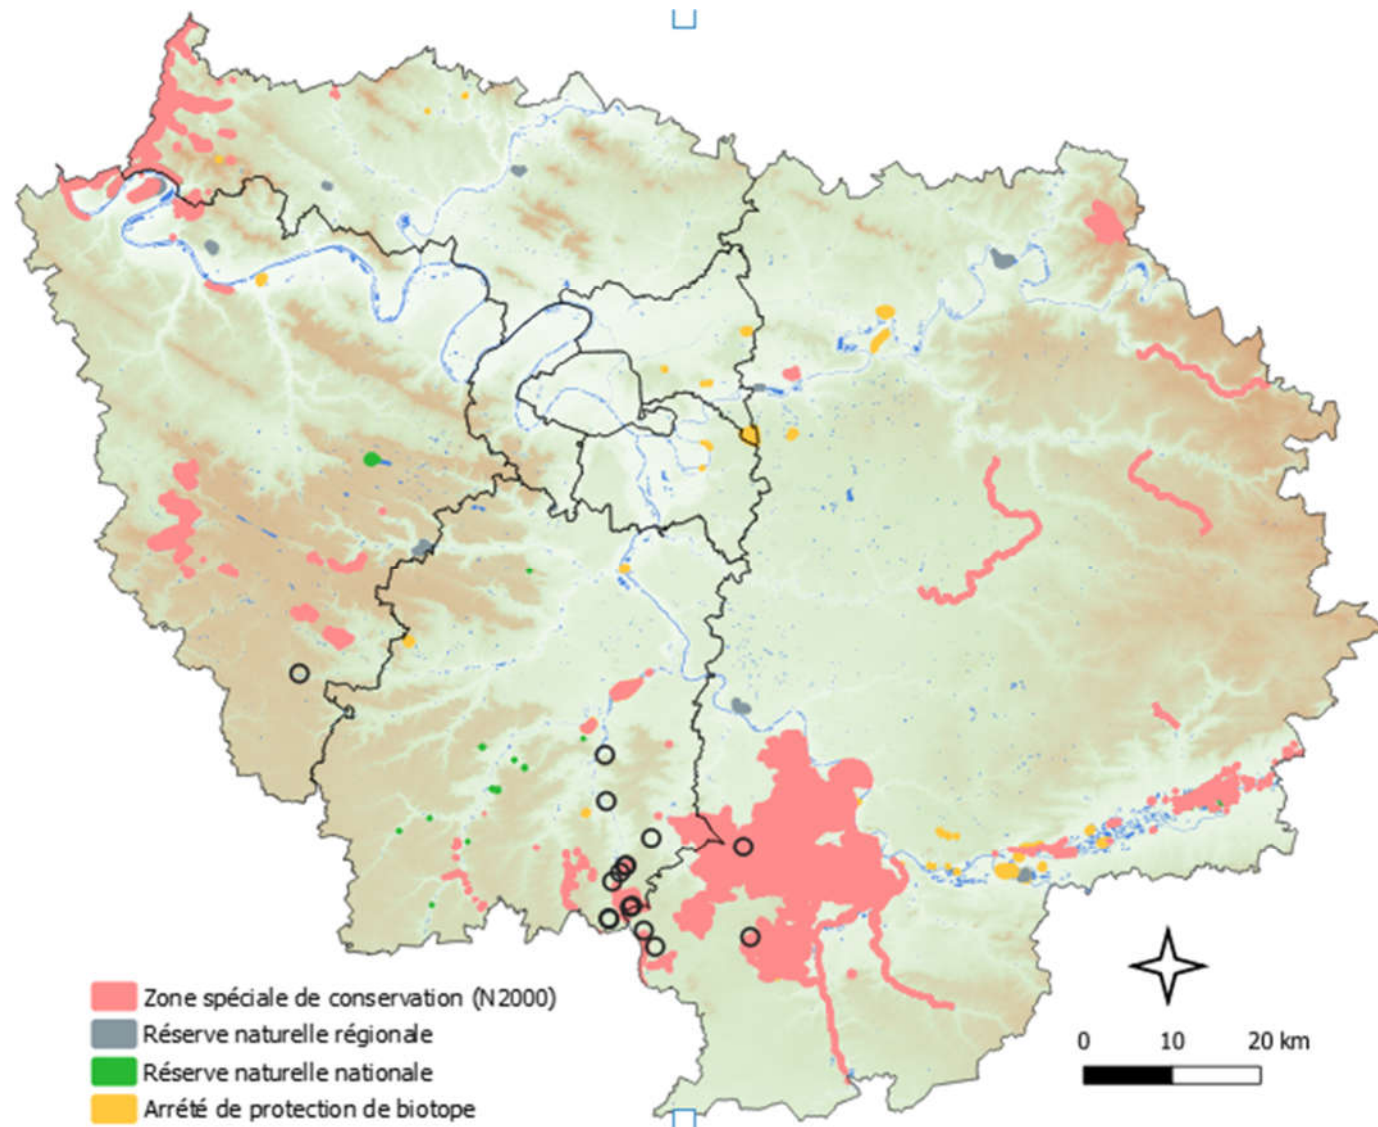 Zone spéciale de conservation (N2000)
Réserve naturelle régionale
Réserve naturelle nationale
Arrété de protection de biotope
0 10 20 km